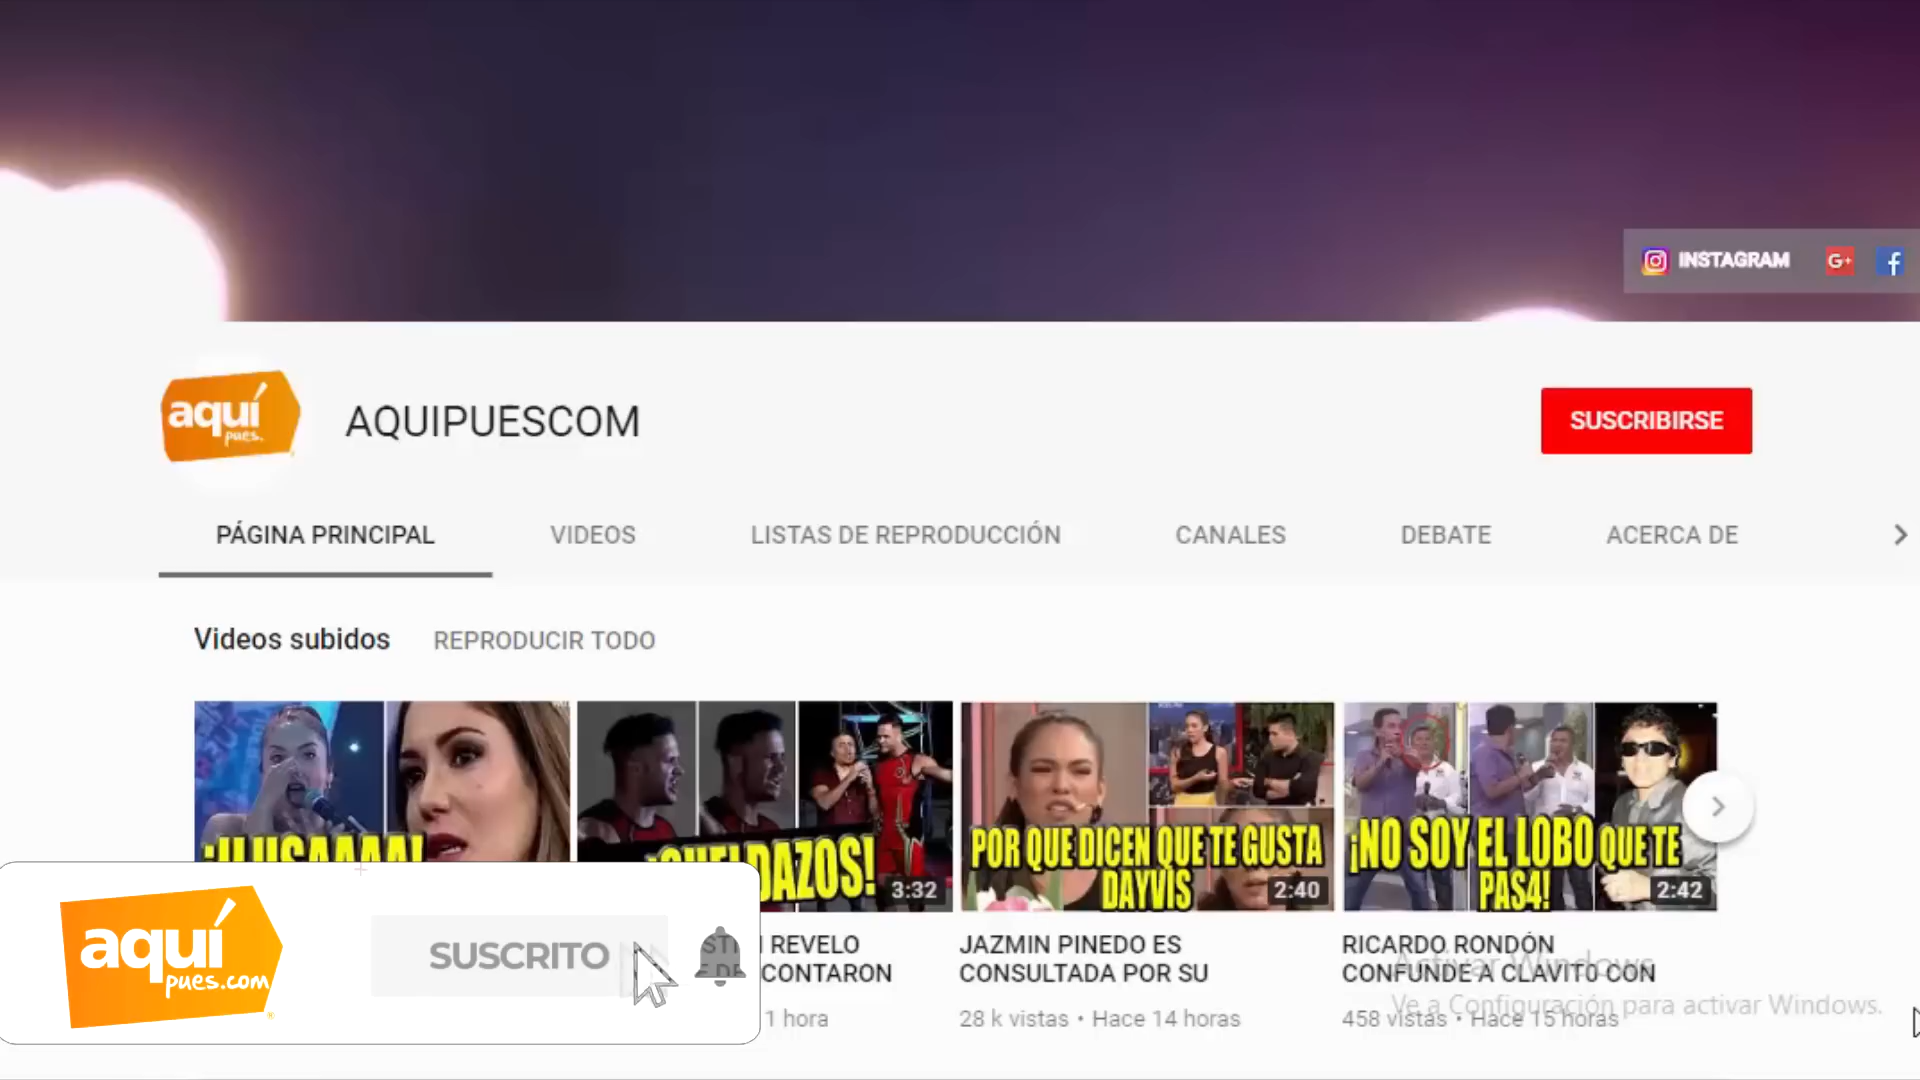 INSTAGRAM
aquí
pues.
AQUIPUESCOM
SUSCRIBIRSE
PÁGINA PRINCIPAL
VIDEOS
LISTAS DE REPRODUCCIÓN
CANALES
DEBATE
ACERCA DE
Videos subidos
REPRODUCIR TODO
3:32
POR QUE DICEN QUE TE GUSTA
DAYVIS
2:40
¡NO SOY EL LOBO QUE TE
PAS4!
2:42
REVELO
CONTARON
1 hora
JAZMIN PINEDO ES
CONSULTADA POR SU
28 k vistas • Hace 14 horas
RICARDO RONDÓN
CONFUNDE A CLAVIT0 CON
458 vistas • Hace 15 horas
Activar Windows
Ve a Configuración para activar Windows.
aquí
pues.com
SUSCRITO